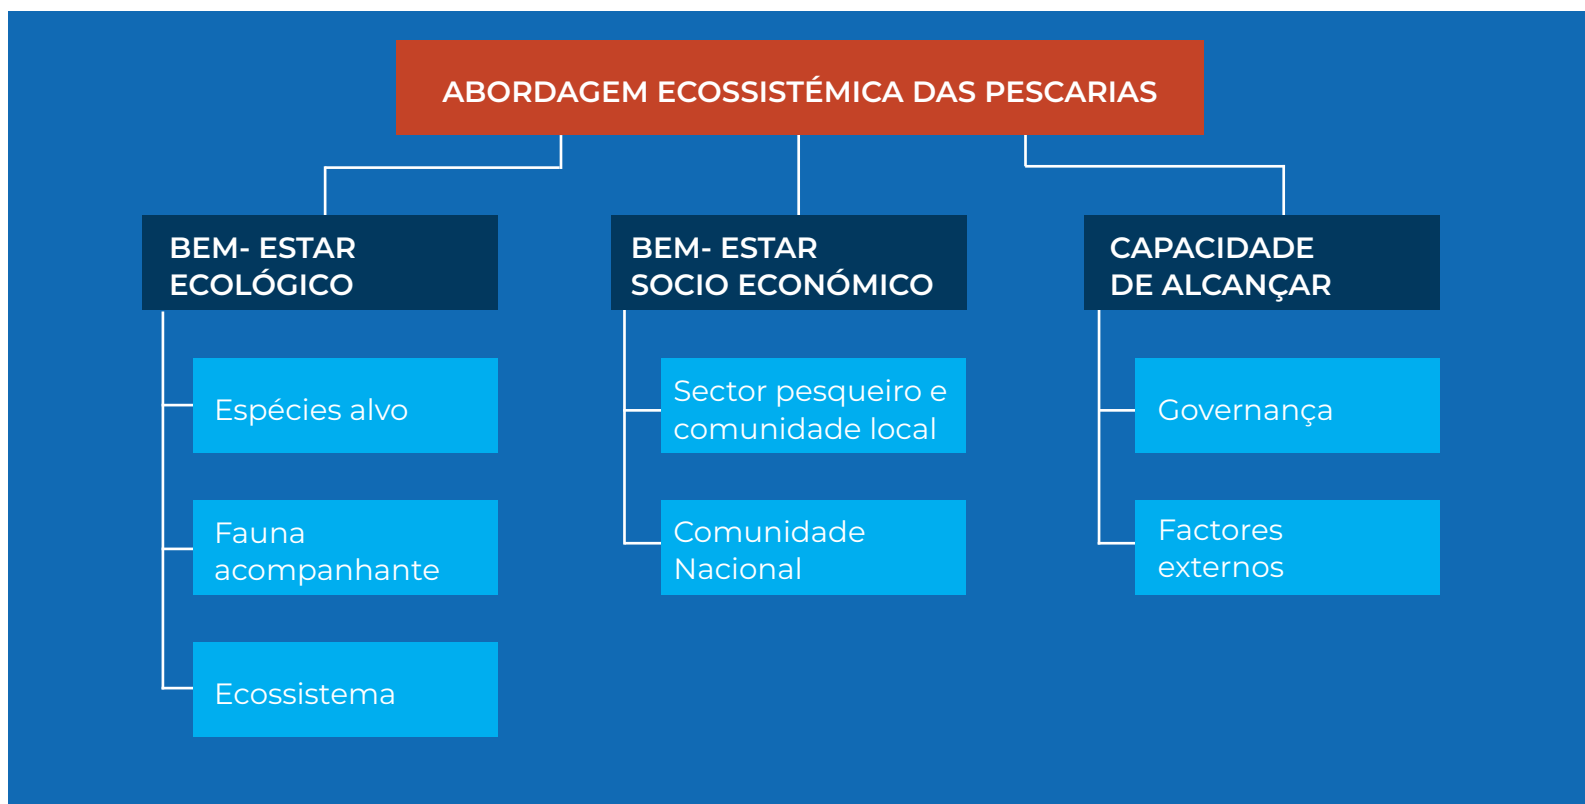 ABORDAGEM ECOSSISTÉMICA DAS PESCARIAS
BEM- ESTAR
ECOLÓGICO
Espécies alvo
Fauna
acompanhante
Ecossistema
BEM- ESTAR
SOCIO ECONÓMICO
Sector pesqueiro e
comunidade local
Comunidade
Nacional
CAPACIDADE
DE ALCANÇAR
Governança
Factores
externos